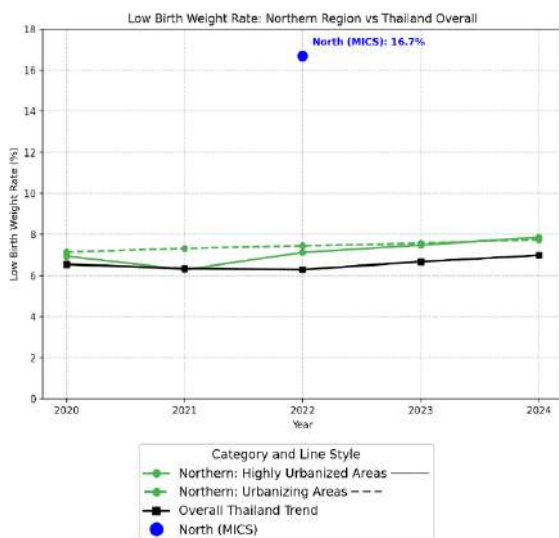 Low Birth Weight Rate: Northern Region vs Thailand Overall
North (MICS): 16.7%
Low Birth Weight Rate (%)
18
16
14
12
10
8
6
4
2
0
2020
2021
2022
2023
2024
Year
Category and Line Style
Northern: Highly Urbanized Areas
Northern: Urbanizing Areas
Overall Thailand Trend
North (MICS)